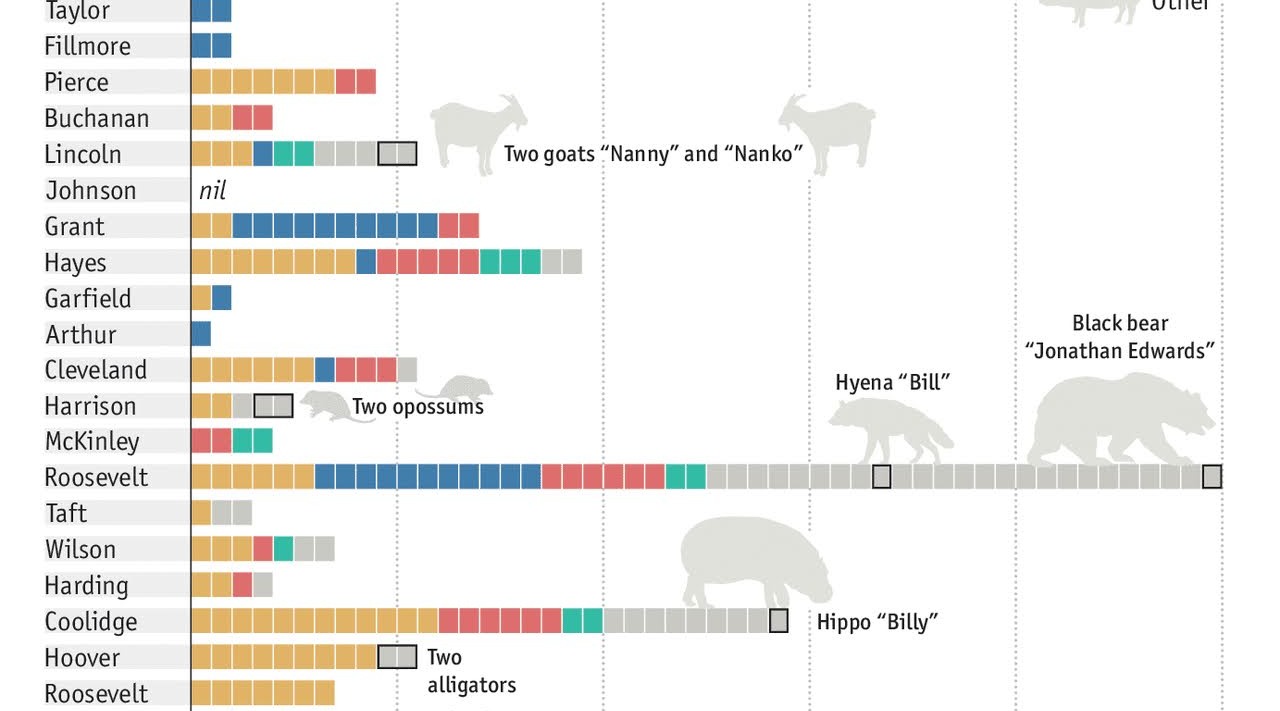 Taylor
Other
Fillmore
Pierce
Buchanan
Lincoln
Two goats “Nanny” and “Nanko”
Johnson
nil
Grant
Hayes
Garfield
Arthur
Black bear
“Jonathan Edwards”
Cleveland
Hyena “Bill”
Harrison
Two opossums
McKinley
Roosevelt
Taft
Wilson
Harding
Coolidge
Hippo “Billy”
Hoover
Two
alligators
Roosevelt